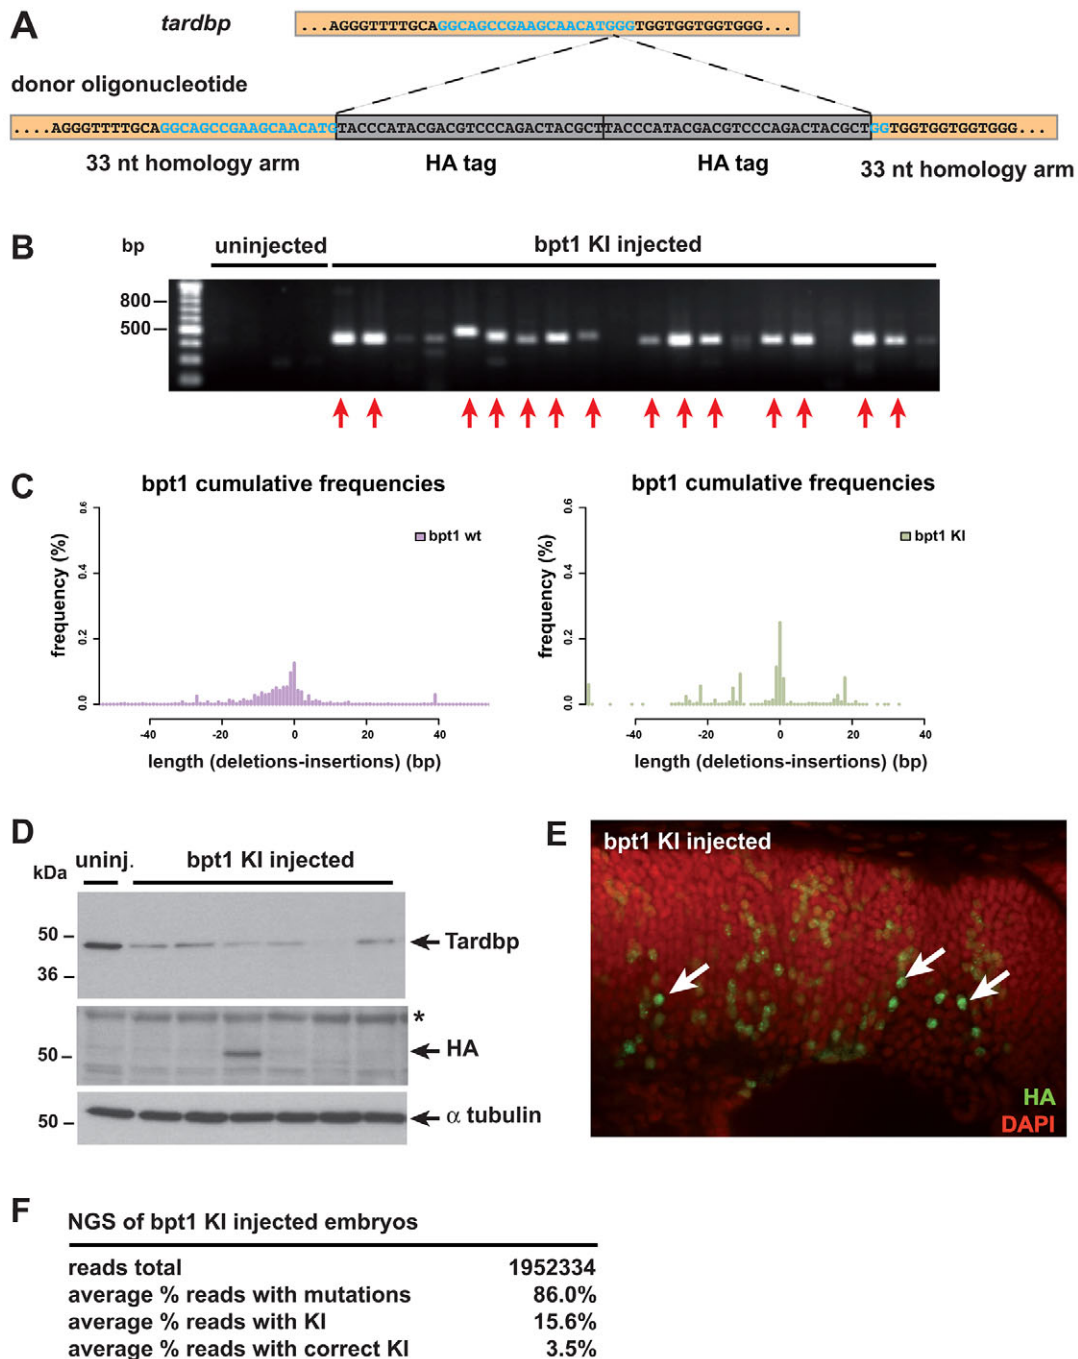 A
tardbp
...AGGGTTTTGCAGGCAGCCGAAGCAACATGGGTGGTGGTGGTGGG...
donor oligonucleotide
....AGGGTTTTGCAGGCAGCCGAAGCAACATGTACCCATACGACGTCCCAGACTACGCTTACCCATACGACGTCCCAGACTACGCTGGTGGTGGTGGTGGG...
33 nt homology arm
HA tag
HA tag
33 nt homology arm
B
bp
uninjected
bpt1 KI injected
800
500
C
bpt1 cumulative frequencies
bpt1 wt
frequency (%)
0.6
0.4
0.2
0.0
-40 -20 0 20 40
length (deletions-insertions) (bp)
bpt1 cumulative frequencies
bpt1 KI
frequency (%)
0.6
0.4
0.2
0.0
-40 -20 0 20 40
length (deletions-insertions) (bp)
D
kDa
uninj.
bpt1 KI injected
50
36
Tardbp
*
50
HA
50
α tubulin
E
bpt1 KI injected
HA
DAPI
F
NGS of bpt1 KI injected embryos
reads total 1952334
average % reads with mutations 86.0%
average % reads with KI 15.6%
average % reads with correct KI 3.5%